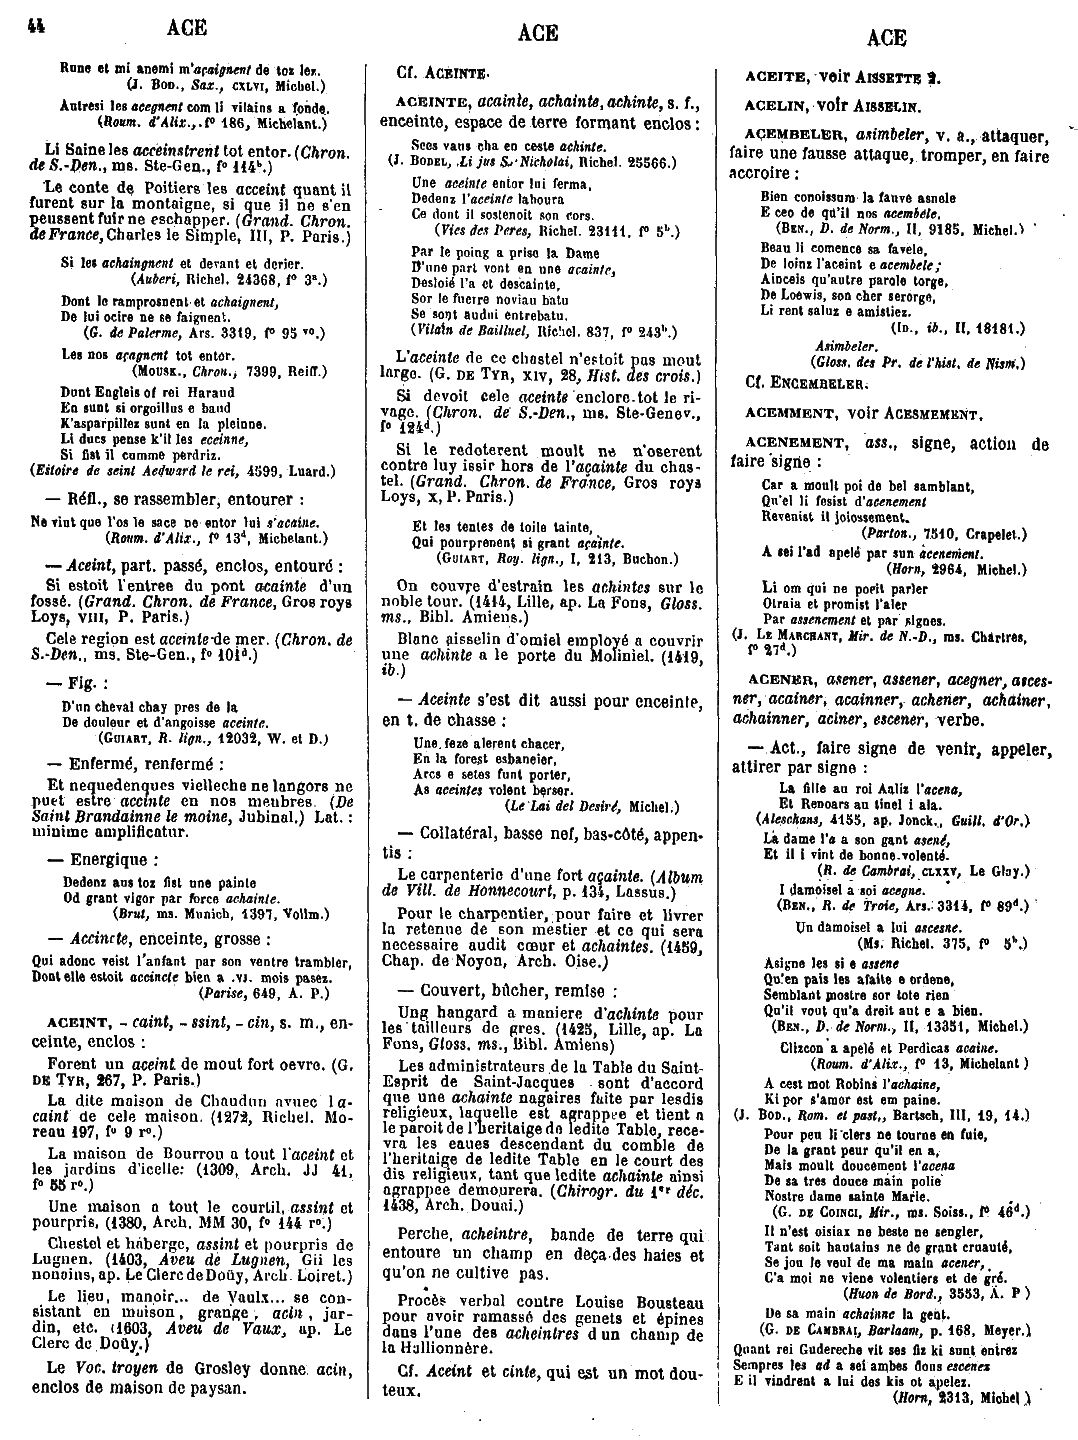 44 ACE
ACE
ACE
Rune et mi anemi m'açaignent de toz lez.
(J. BOD., Sax., CXLVI, Michel.)
Autresi les acegnent com li vilains a fonde.
(Roum. d'Alix., fº 186, Michelant.)
Li Saine les acceinstrent tot entor. (Chron.
de S.-Den., ms. Ste-Gen., fº 114ᵇ.)
Le conte de Poitiers les acceint quant il
furent sur la montaigne, si que il ne s'en
peussent fuir ne eschapper. (Grand. Chron.
de France, Charles le Simple, III, P. Paris.)
Si les achaingnent et devant et derier.
(Auberi, Richel. 24368, fº 3ᵃ.)
Dont le ramprosnent et achaignent,
De lui ocire ne se faignent.
(G. de Palerme, Ars. 3319, fº 95 ᵛº.)
Les nos açagnent tot entor.
(MOUSK., Chron., 7399, Reiff.)
Dunt Engleis of rei Haraud
En sunt si orgoillus e baud
K'asparpillez sunt en la pleinne.
Li ducs pense k'il les eceinne,
Si fist il cumme perdriz.
(Estoire de seint Aedward le rei, 4599, Luard.)
— Réfl., se rassembler, entourer :
Ne vint que l'os le sace ne entor lui s'acaine.
(Roum. d'Alix., fº 13ᵈ, Michelant.)
— Aceint, part. passé, enclos, entouré :
Si estoit l'entree du pont acainte d'un
fossé. (Grand. Chron. de France, Gros roys
Loys, VIII, P. Paris.)
Cele region est aceinte de mer. (Chron. de
S.-Den., ms. Ste-Gen., fº 101ᵈ.)
— Fig. :
D'un cheval chay pres de la
De douleur et d'angoisse aceinte.
(GUIART, R. lign., 12032, W. et D.)
— Enfermé, renfermé :
Et nequedenques vielleche ne langors ne
puet estre accinte en nos menbres. (De
Saint Brandainne le moine, Jubinal.) Lat. :
minime amplificatur.
— Energique :
Dedenz aus toz fist une painte
Od grant vigor par force achainte.
(Brut, ms. Munich, 1397, Vollm.)
— Accincte, enceinte, grosse :
Qui adonc veist l'anfant par son ventre trambler,
Dont elle estoit accincte bien a .VI. mois pasez.
(Parise, 649, A. P.)
ACEINT, - caint, - ssint, - cin, s. m., en-
ceinte, enclos :
Forent un aceint de mout fort oevre. (G.
DE TYR, 267, P. Paris.)
La dite maison de Chaudun avuec l a-
caint de cele maison. (1272, Richel. Mo-
reau 197, fº 9 rº.)
La maison de Bourrou a tout l'aceint et
les jardins d'icelle: (1309, Arch. JJ 41,
fº 55 rº.)
Une maison a tout le courtil, assint et
pourpris, (1380, Arch. MM 30, fº 144 rº.)
Chestel et haberge, assint et pourpris de
Lugnen. (1403, Aveu de Lugnen, Gii les
nonoins, ap. Le Clerc de Doüy, Arch. Loiret.)
Le lieu, manoir... de Vaulx... se con-
sistant en maison, grange, acin, jar-
din, etc. (1603, Aveu de Vaux, ap. Le
Clerc de Doüy.)
Le Voc. troyen de Grosley donne acin,
enclos de maison de paysan.
Cf. ACEINTE.
ACEINTE, acainte, achainte, achinte, s. f.,
enceinte, espace de terre formant enclos :
Sees vaus cha en ceste achinte.
(J. BODEL, Li jus S. Nicholai, Richel. 25566.)
Une aceinte entor lui ferma,
Dedenz l'aceinte laboura
Ce dont il sostenoit son cors.
(Vies des Peres, Richel. 23111, fº 5ᵇ.)
Par le poing a prise la Dame
D'une part vont en une acainte,
Desloié l'a et descainte,
Sor le fuerre noviau batu
Se sont audui entrebatu.
(Vilain de Bailluel, Richel. 837, fº 243ᵇ.)
L'aceinte de ce chastel n'estoit pas mout
large. (G. DE TYR, XIV, 28, Hist. des crois.)
Si devoit cele aceinte enclore tot le ri-
vage. (Chron. de S.-Den., ms. Ste-Genev.,
fº 124ᵈ.)
Si le redoterent moult ne n'oserent
contre luy issir hors de l'açainte du chas-
tel. (Grand. Chron. de France, Gros roys
Loys, X, P. Paris.)
Et les tentes de toile tainte,
Qui pourprenent si grant açainte.
(GUIART, Roy. lign., I, 213, Buchon.)
On couvre d'estrain les achintes sur le
noble tour. (1414, Lille, ap. La Fons, Gloss.
ms., Bibl. Amiens.)
Blanc aisselin d'omiel employé a couvrir
une achinte a le porte du Moliniel. (1419,
ib.)
— Aceinte s'est dit aussi pour enceinte,
en t. de chasse :
Une feze alerent chacer,
En la forest esbaneier,
Arcs e setes funt porter,
As aceintes volent berser.
(Le Lai del Desiré, Michel.)
— Collatéral, basse nef, bas-côté, appen-
tis :
Le carpenterie d'une fort açainte. (Album
de Vill. de Honnecourt, p. 134, Lassus.)
Pour le charpentier, pour faire et livrer
la retenue de son mestier et ce qui sera
necessaire audit cœur et achaintes. (1459,
Chap. de Noyon, Arch. Oise.)
— Couvert, bûcher, remise :
Ung hangard a maniere d'achinte pour
les tailleurs de gres. (1425, Lille, ap. La
Fons, Gloss. ms., Bibl. Amiens)
Les administrateurs de la Table du Saint-
Esprit de Saint-Jacques sont d'accord
que une achainte nagaires faite par lesdis
religieux, laquelle est agrappee et tient a
le paroit de l'heritaige de ledite Table, rece-
vra les eaues descendant du comble de
l'heritaige de ledite Table en le court des
dis religieux, tant que ledite achainte ainsi
agrappee demourera. (Chirogr. du 1ᵉʳ déc.
1438, Arch. Douai.)
Perche, acheintre, bande de terre qui
entoure un champ en deça des haies et
qu'on ne cultive pas.
Procès verbal contre Louise Bousteau
pour avoir ramassé des genets et épines
dans l'une des acheintres d un champ de
la Hallionnère.
Cf. Aceint et cinte, qui est un mot dou-
teux.
ACEITE, voir AISSETTE 2.
ACELIN, voir AISSELIN.
AÇEMBELER, asimbeler, v. a., attaquer,
faire une fausse attaque, tromper, en faire
accroire :
Bien conoissum la fauve asnele
E ceo de qu'il nos acembele.
(BEN., D. de Norm., II, 9185, Michel.)
Beau li comence sa favele,
De loinz l'aceint e acembele;
Ainceis qu'autre parole torge,
De Loewis, son cher serorge,
Li rent saluz e amistiez.
(ID., ib., II, 18181.)
Asimbeler.
(Gloss. des Pr. de l'hist. de Nism.)
Cf. ENCEMBELER.
ACEMMENT, voir ACESMEMENT.
ACENEMENT, ass., signe, action de
faire signe :
Car a moult poi de bel samblant,
Qu'el li fesist d'acenement
Revenist il joiossement.
(Parton., 7510, Crapelet.)
A sei l'ad apelé par sun acenement.
(Horn, 2964, Michel.)
Li om qui ne poeit parler
Otraia et promist l'aler
Par assenement et par signes.
(J. LE MARCHANT, Mir. de N.-D., ms. Chartres,
fº 27ᵈ.)
ACENER, asener, assener, acegner, asces-
ner, acainer, acainner, achener, achainer,
achainner, aciner, escener, verbe.
— Act., faire signe de venir, appeler,
attirer par signe :
La fille au roi Aaliz l'acena,
Et Renoars au tinel i ala.
(Aleschans, 4155, ap. Jonck., Guill. d'Or.)
La dame l'a a son gant asené,
Et il i vint de bonne volenté.
(R. de Cambrai, CLXXV, Le Glay.)
I damoisel a soi acegne.
(BEN., R. de Troie, Ars. 3314, fº 89ᵈ.)
Un damoisel a lui ascesne.
(Ms. Richel. 375, fº 5ᵇ.)
Asigne les si e assene
Qu'en pais les afaite e ordene,
Semblant mostre sor tote rien
Qu'il vout qu'a dreit aut e a bien.
(BEN., D. de Norm., II, 13351, Michel.)
Clizcon a apelé et Perdicas acaine.
(Roum. d'Alix., fº 13, Michelant)
A cest mot Robins l'achaine,
Ki por s'amor est em paine.
(J. BOD., Rom. et past., Bartsch, III, 19, 14.)
Pour peu li clers ne tourne en fuie,
De la grant peur qu'il en a,
Mais moult doucement l'acena
De sa tres douce main polie
Nostre dame sainte Marie.
(G. DE COINCI, Mir., ms. Soiss., fº 46ᵈ.)
Il n'est oisiax ne beste ne sengler,
Tant soit hautains ne de grant cruauté,
Se jou le veul de ma main acener,
C'a moi ne viene volentiers et de gré.
(Huon de Bord., 3553, A. P )
De sa main achainne la gent.
(G. DE CAMBRAI, Barlaam, p. 168, Meyer.)
Quant rei Gudereche vit ses fiz ki sunt entrez
Sempres les ad a sei ambes dous escenez
E il vindrent a lui des kis ot apelez.
(Horn, 2313, Michel )